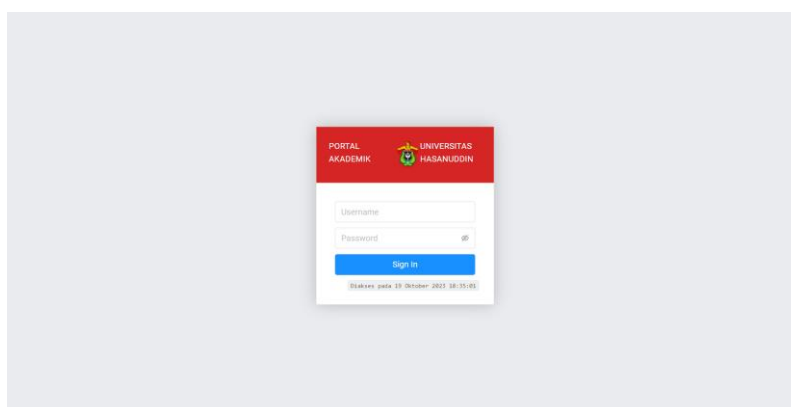 PORTAL
AKADEMIK
UNIVERSITAS
HASANUDDIN
Username
Password
Sign In
Diakses pada 19 Oktober 2023 18:35:01